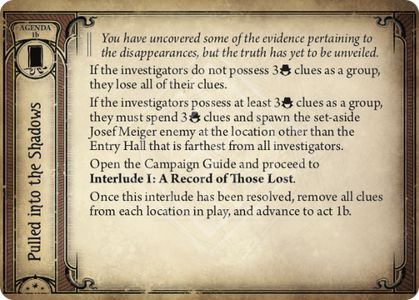 AGENDA
1b
Pulled into the Shadows
You have uncovered some of the evidence pertaining to
the disappearances, but the truth has yet to be unveiled.
If the investigators do not possess 3 clues as a group,
they lose all of their clues.
If the investigators possess at least 3 clues as a group,
they must spend 3 clues and spawn the set-aside
Josef Meiger enemy at the location other than the
Entry Hall that is farthest from all investigators.
Open the Campaign Guide and proceed to
Interlude I: A Record of Those Lost.
Once this interlude has been resolved, remove all clues
from each location in play, and advance to act 1b.